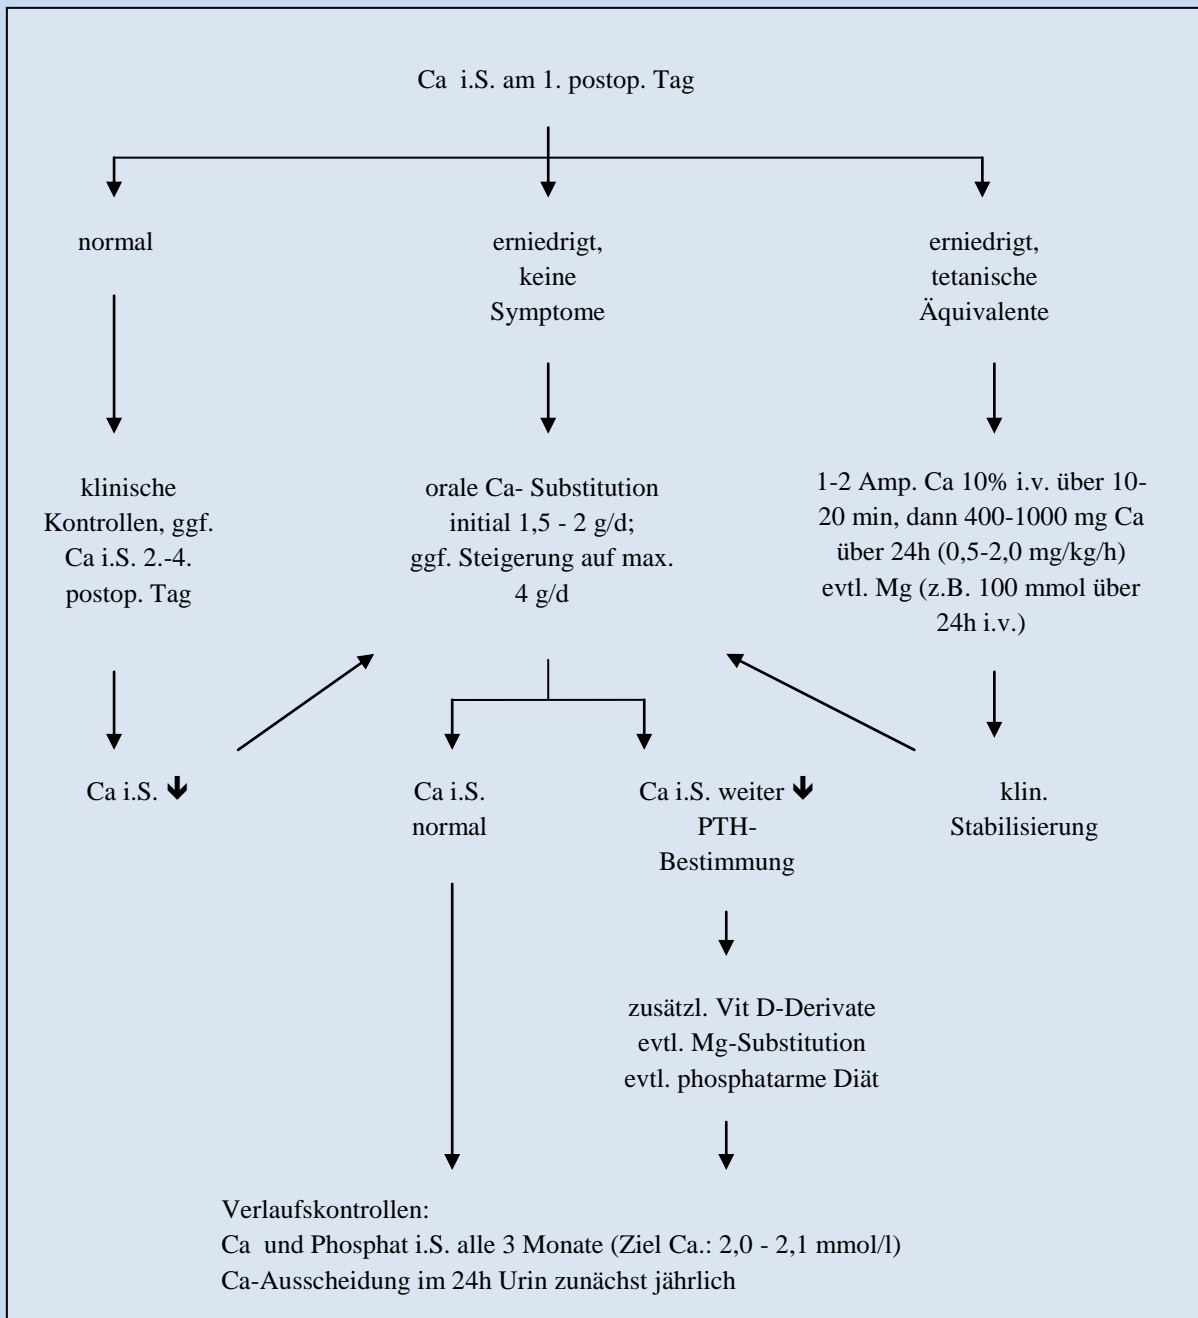 Ca i.S. am 1. postop. Tag
normal
erniedrigt,
keine
Symptome
erniedrigt,
tetanische
Äquivalente
klinische
Kontrollen, ggf.
Ca i.S. 2.-4.
postop. Tag
orale Ca- Substitution
initial 1,5 - 2 g/d;
ggf. Steigerung auf max.
4 g/d
1-2 Amp. Ca 10% i.v. über 10-
20 min, dann 400-1000 mg Ca
über 24h (0,5-2,0 mg/kg/h)
evtl. Mg (z.B. 100 mmol über
24h i.v.)
Ca i.S. 🡻
Ca i.S.
normal
Ca i.S. weiter 🡻
PTH-
Bestimmung
klin.
Stabilisierung
zusätzl. Vit D-Derivate
evtl. Mg-Substitution
evtl. phosphatarme Diät
Verlaufskontrollen:
Ca und Phosphat i.S. alle 3 Monate (Ziel Ca.: 2,0 - 2,1 mmol/l)
Ca-Ausscheidung im 24h Urin zunächst jährlich